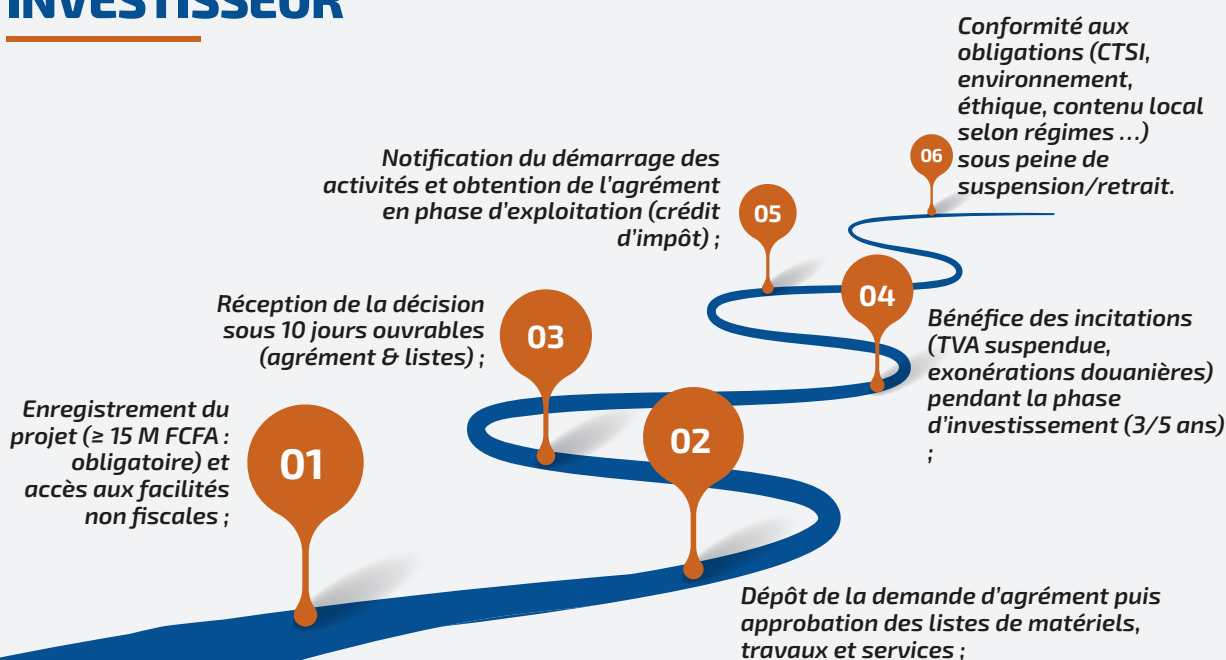 INVESTISSEUR
01
Enregistrement du
projet (≥ 15 M FCFA :
obligatoire) et
accès aux facilités
non fiscales ;
02
Dépôt de la demande d’agrément puis
approbation des listes de matériels,
travaux et services ;
03
Réception de la décision
sous 10 jours ouvrables
(agrément & listes) ;
04
Bénéfice des incitations
(TVA suspendue,
exonérations douanières)
pendant la phase
d’investissement (3/5 ans)
;
05
Notification du démarrage des
activités et obtention de l’agrément
en phase d’exploitation (crédit
d’impôt) ;
06
Conformité aux
obligations (CTSI,
environnement,
éthique, contenu local
selon régimes …)
sous peine de
suspension/retrait.